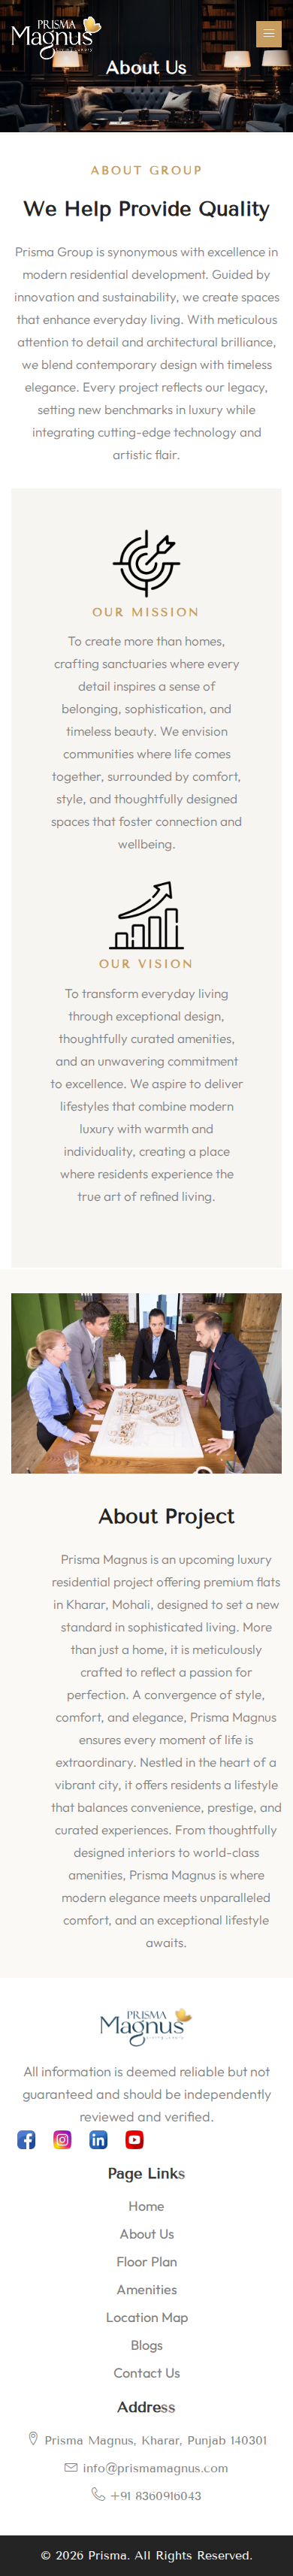 PRISMA
Magnus
About Us
ABOUT GROUP
We Help Provide Quality
Prisma Group is synonymous with excellence in
modern residential development. Guided by
innovation and sustainability, we create spaces
that enhance everyday living. With meticulous
attention to detail and architectural brilliance,
we blend contemporary design with timeless
elegance. Every project reflects our legacy,
setting new benchmarks in luxury while
integrating cutting-edge technology and
artistic flair.
OUR MISSION
To create more than homes,
crafting sanctuaries where every
detail inspires a sense of
belonging, sophistication, and
timeless beauty. We envision
communities where life comes
together, surrounded by comfort,
style, and thoughtfully designed
spaces that foster connection and
wellbeing.
OUR VISION
To transform everyday living
through exceptional design,
thoughtfully curated amenities,
and an unwavering commitment
to excellence. We aspire to deliver
lifestyles that combine modern
luxury with warmth and
individuality, creating a place
where residents experience the
true art of refined living.
About Project
Prisma Magnus is an upcoming luxury
residential project offering premium flats
in Kharar, Mohali, designed to set a new
standard in sophisticated living. More
than just a home, it is meticulously
crafted to reflect a passion for
perfection. A convergence of style,
comfort, and elegance, Prisma Magnus
ensures every moment of life is
extraordinary. Nestled in the heart of a
vibrant city, it offers residents a lifestyle
that balances convenience, prestige, and
curated experiences. From thoughtfully
designed interiors to world-class
amenities, Prisma Magnus is where
modern elegance meets unparalleled
comfort, and an exceptional lifestyle
awaits.
PRISMA
Magnus
All information is deemed reliable but not
guaranteed and should be independently
reviewed and verified.
Page Links
Home
About Us
Floor Plan
Amenities
Location Map
Blogs
Contact Us
Address
Prisma Magnus, Kharar, Punjab 140301
info@prismamagnus.com
+91 8360916043
© 2026 Prisma. All Rights Reserved.